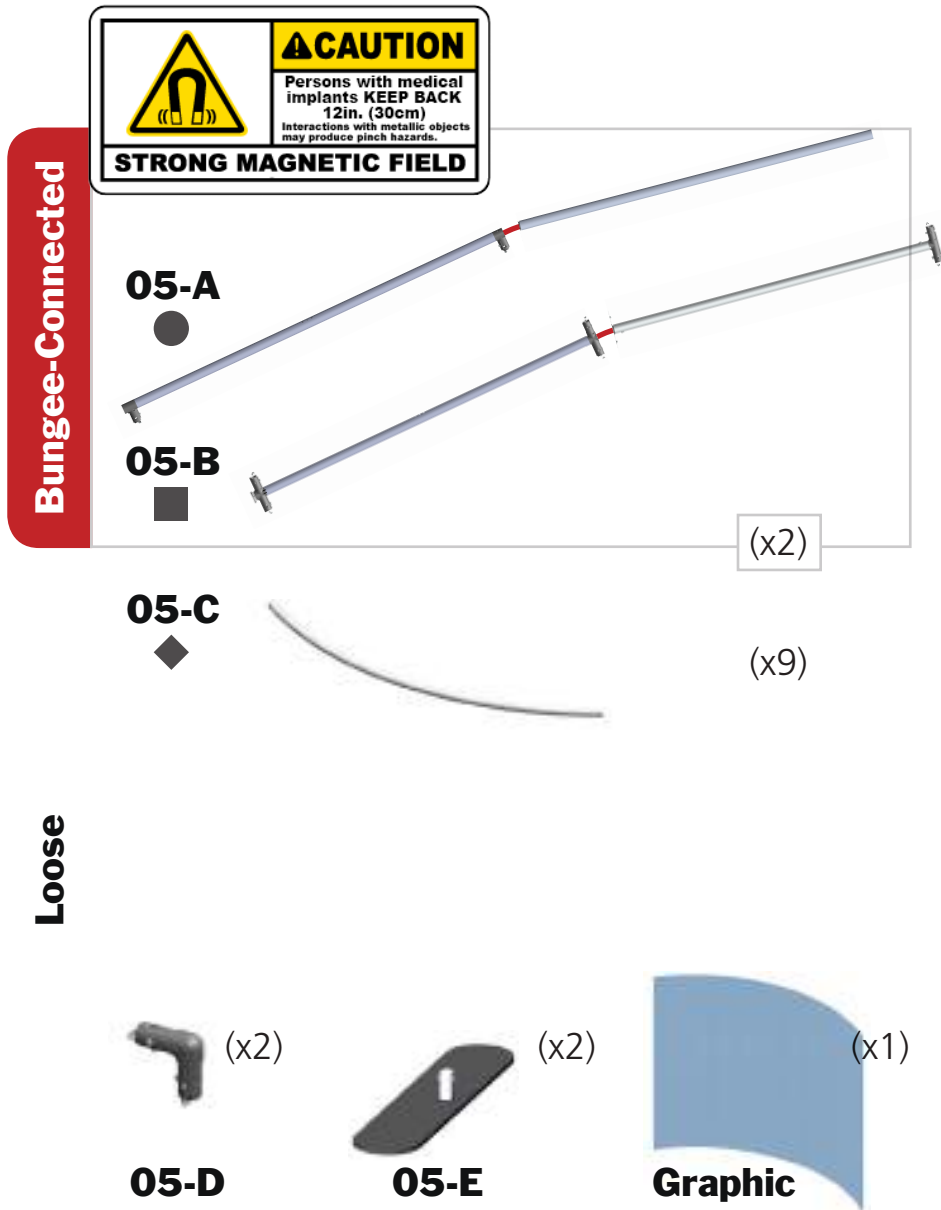 CAUTION
Persons with medical
implants KEEP BACK
12in. (30cm)
Interactions with metallic objects
may produce pinch hazards.
STRONG MAGNETIC FIELD
Bungee-Connected
05-A
05-B
(x2)
05-C
(x9)
Loose
(x2)
(x2)
(x1)
05-D
05-E
Graphic